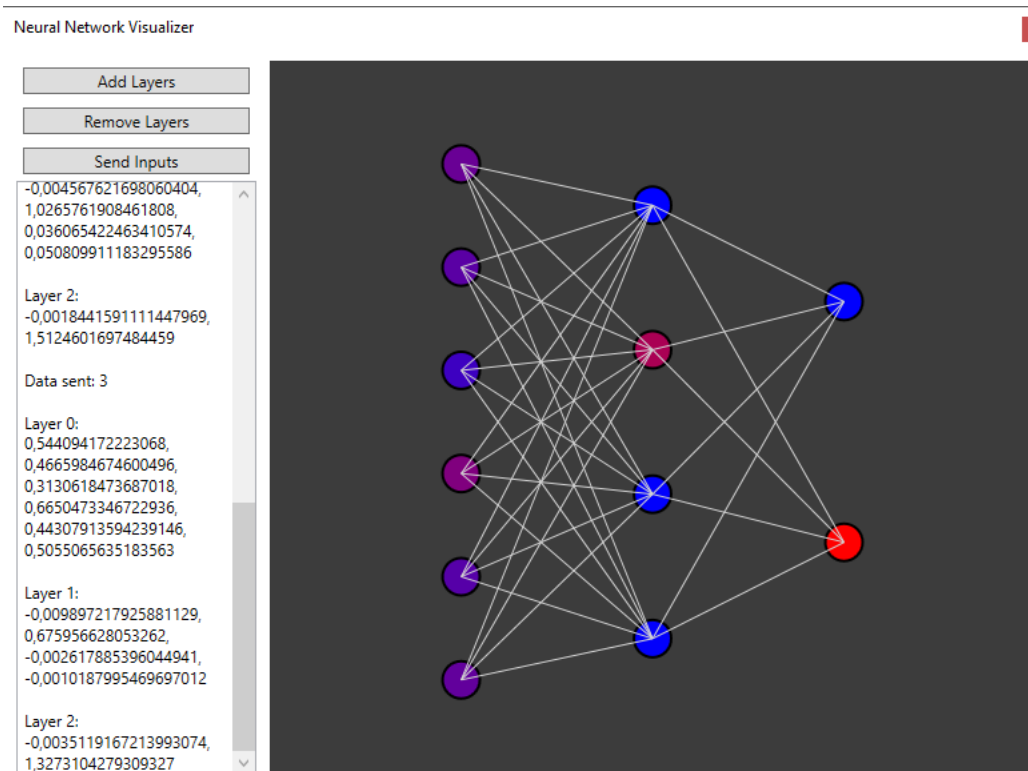 Neural Network Visualizer
Add Layers
Remove Layers
Send Inputs
-0,004567621698060404,
1,0265761908461808,
0,036065422463410574,
0,050809911183295586
Layer 2:
-0,0018441591111447969,
1,5124601697484459
Data sent: 3
Layer 0:
0,544094172223068,
0,4665984674600496,
0,3130618473687018,
0,6650473346722936,
0,44307913594239146,
0,5055065635183563
Layer 1:
-0,009897217925881129,
0,675956628053262,
-0,002617885396044941,
-0,0010187995469697012
Layer 2:
-0,0035119167213993074,
1,3273104279309327